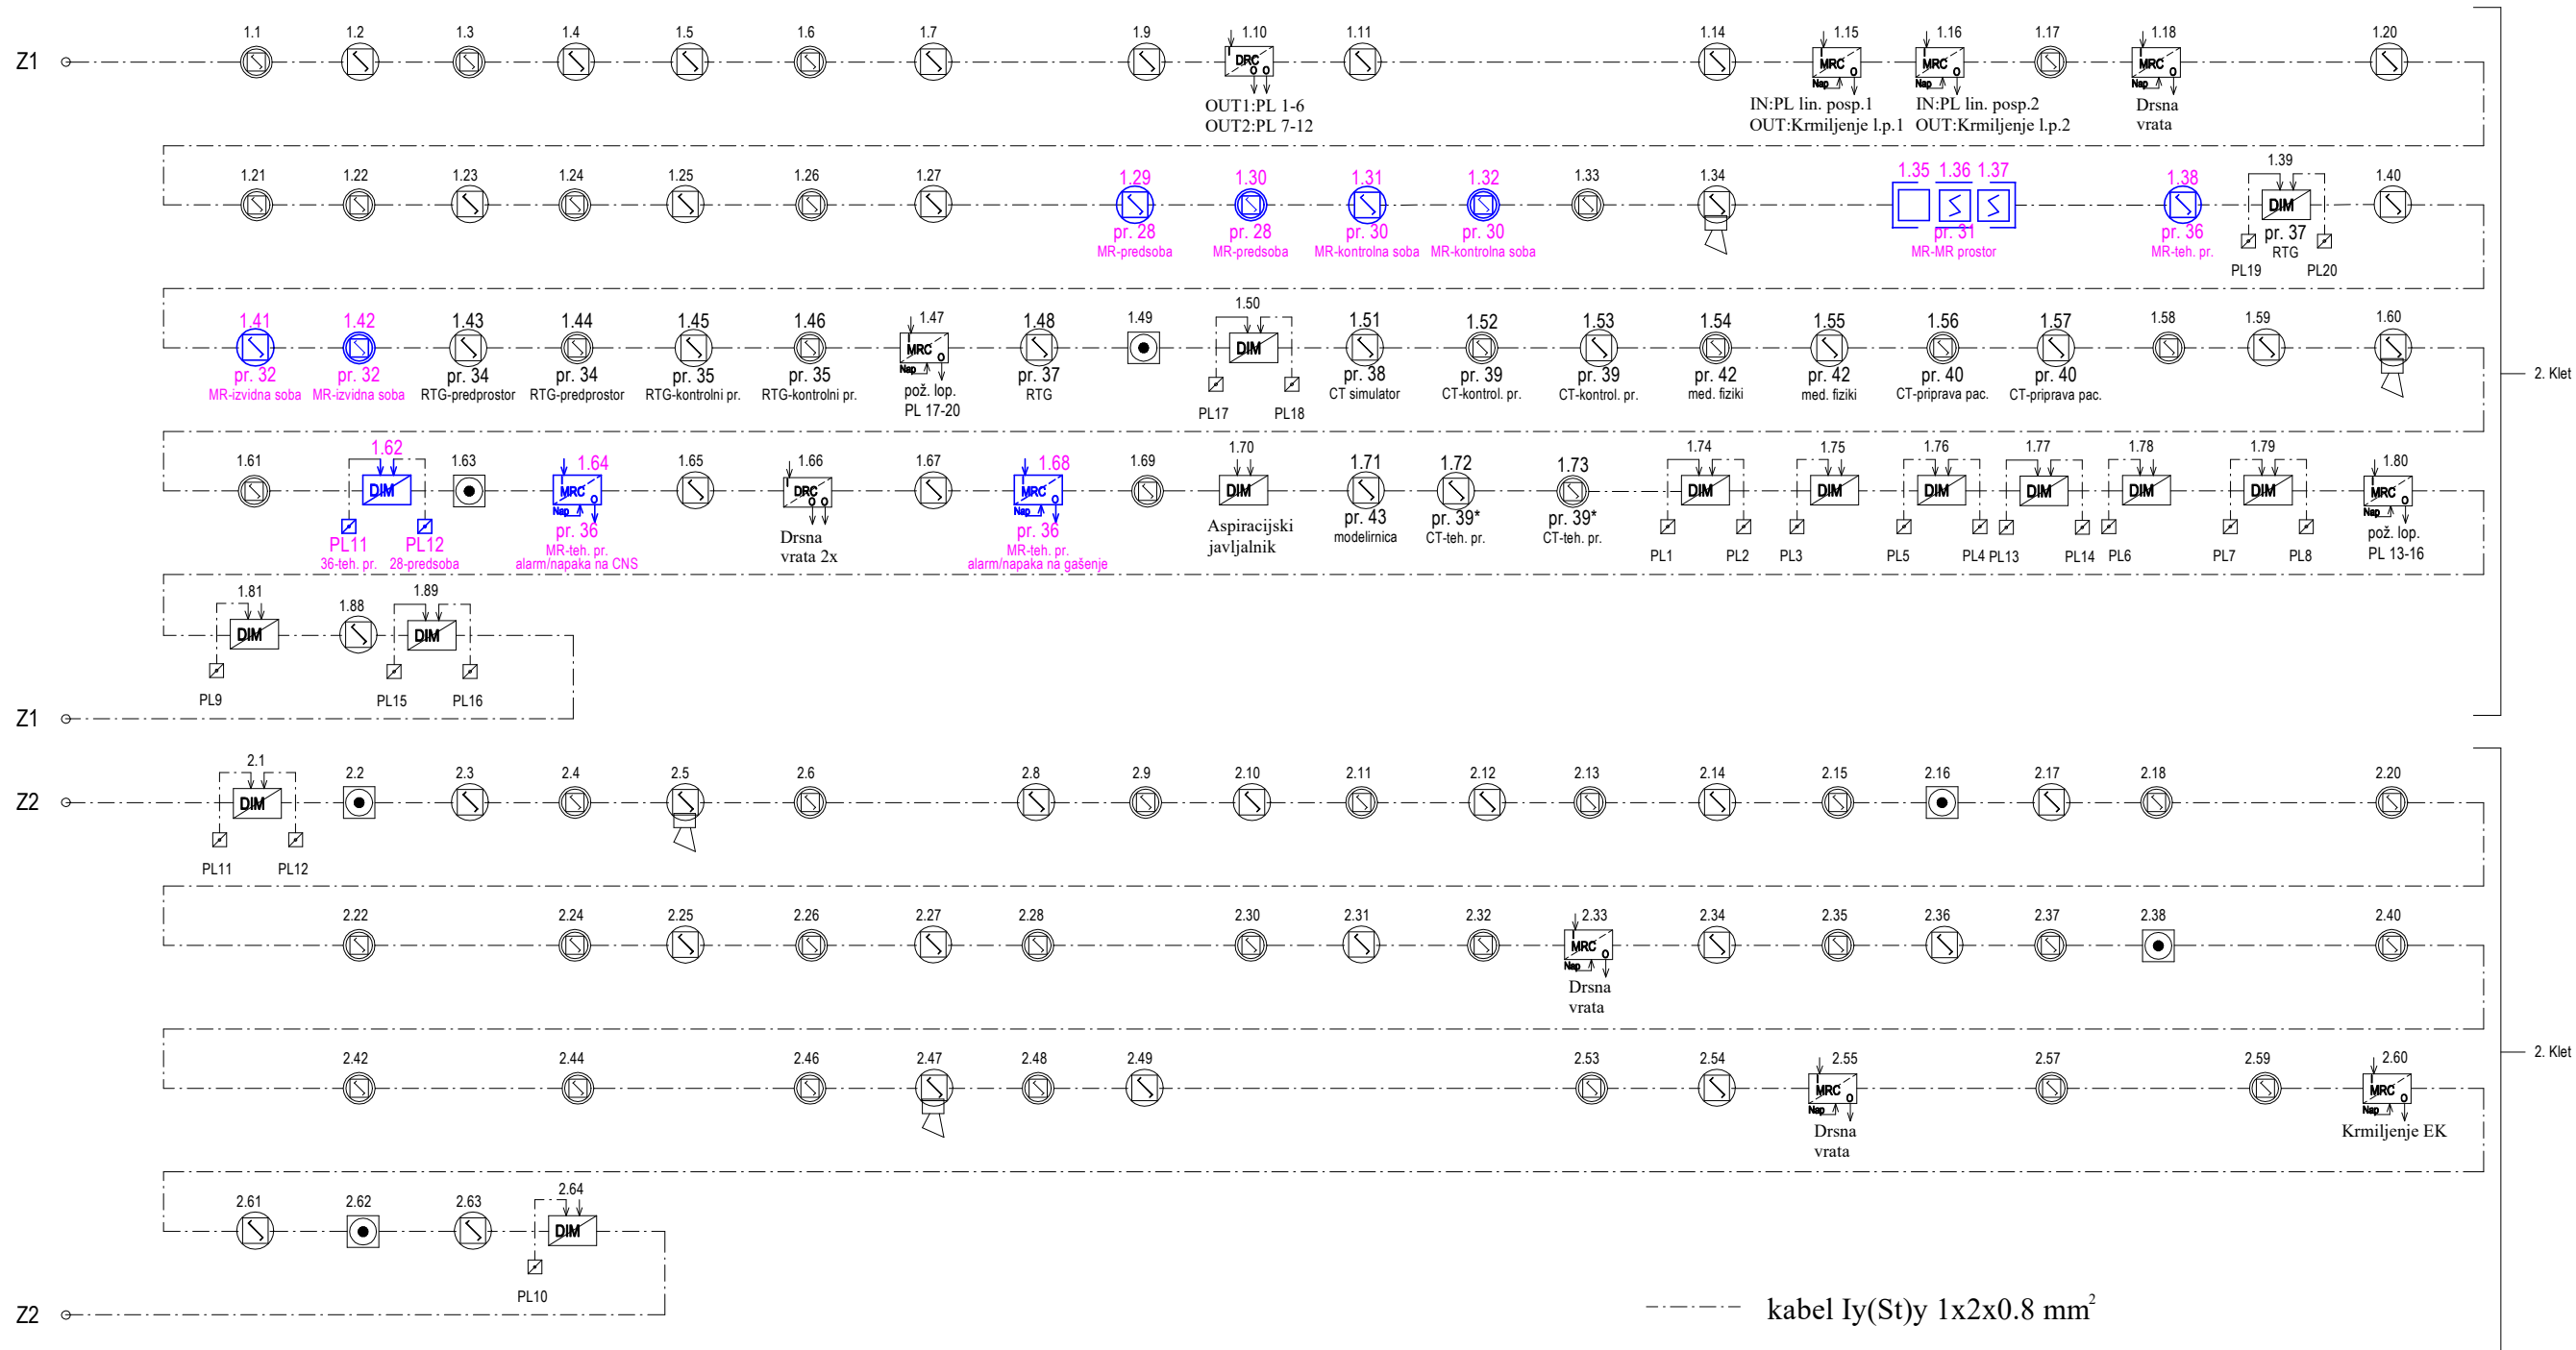 1.1 1.2 1.3 1.4 1.5 1.6 1.7 1.9 1.10 1.11 1.14 1.15 1.16 1.17 1.18 1.20
Z1 DRC O O I MRC O Nap I MRC O Nap I MRC O Nap
OUT1:PL 1-6 IN:PL lin. posp.1 IN:PL lin. posp.2 Drsna
OUT2:PL 7-12 OUT:Krmiljenje l.p.1 OUT:Krmiljenje l.p.2 vrata
1.21 1.22 1.23 1.24 1.25 1.26 1.27 1.29 1.30 1.31 1.32 1.33 1.34 1.35 1.36 1.37 1.38 1.39 1.40
DIM
pr. 28 pr. 28 pr. 30 pr. 30 pr. 31 pr. 36 pr. 37
MR-predsoba MR-predsoba MR-kontrolna soba MR-kontrolna soba MR-MR prostor MR-teh. pr. RTG
PL19 PL20
1.41 1.42 1.43 1.44 1.45 1.46 1.47 1.48 1.49 1.50 1.51 1.52 1.53 1.54 1.55 1.56 1.57 1.58 1.59 1.60
I MRC O Nap DIM
2. Klet
pr. 32 pr. 32 pr. 34 pr. 34 pr. 35 pr. 35 pož. lop. pr. 37 pr. 38 pr. 39 pr. 39 pr. 42 pr. 42 pr. 40 pr. 40
MR-izvidna soba MR-izvidna soba RTG-predprostor RTG-predprostor RTG-kontrolni pr. RTG-kontrolni pr. PL 17-20 RTG CT simulator CT-kontrol. pr. CT-kontrol. pr. med. fiziki med. fiziki CT-priprava pac. CT-priprava pac.
PL17 PL18
1.61 1.62 1.63 1.64 1.65 1.66 1.67 1.68 1.69 1.70 1.71 1.72 1.73 1.74 1.75 1.76 1.77 1.78 1.79 1.80
DIM I MRC O Nap I DRC O O I MRC O Nap DIM DIM DIM DIM DIM DIM DIM I MRC O Nap
PL11 PL12 pr. 36 Drsna pr. 36 Aspiracijski pr. 43 pr. 39* pr. 39* pož. lop.
36-teh. pr. 28-predsoba MR-teh. pr. vrata 2x MR-teh. pr. javljalnik modelirnica CT-teh. pr. CT-teh. pr. PL1 PL2 PL3 PL5 PL4 PL13 PL14 PL6 PL7 PL8 PL 13-16
alarm/napaka na CNS alarm/napaka na gašenje
1.81 1.88 1.89
DIM DIM
PL9 PL15 PL16
Z1
2.1 2.2 2.3 2.4 2.5 2.6 2.8 2.9 2.10 2.11 2.12 2.13 2.14 2.15 2.16 2.17 2.18 2.20
Z2 DIM
PL11 PL12
2.22 2.24 2.25 2.26 2.27 2.28 2.30 2.31 2.32 2.33 2.34 2.35 2.36 2.37 2.38 2.40
I MRC O Nap
Drsna
vrata
2. Klet
2.42 2.44 2.46 2.47 2.48 2.49 2.53 2.54 2.55 2.57 2.59 2.60
I MRC O Nap I MRC O Nap
Drsna Krmiljenje EK
vrata
2.61 2.62 2.63 2.64
DIM
PL10
Z2
kabel Iy(St)y 1x2x0.8 mm²